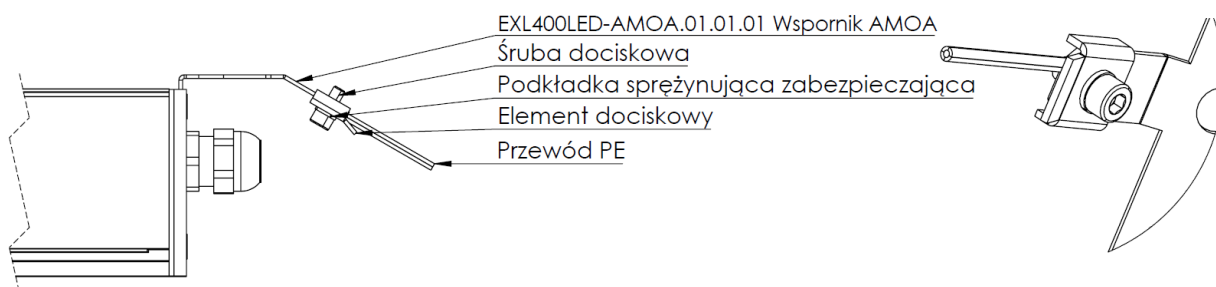 EXL400LED-AMOA.01.01.01 Wspornik AMOA
Śruba dociskowa
Podkładka sprężynująca zabezpieczająca
Element dociskowy
Przewód PE